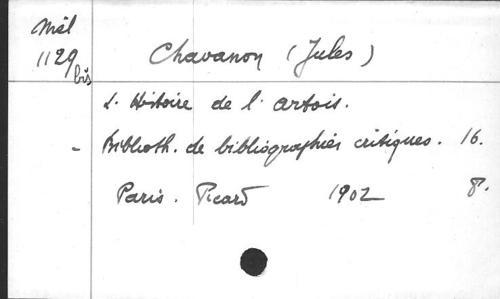 Mél
1129 bis
Chavanon (Jules)
L'Histoire de l'Artois.
- Biblioth. de bibliographies critiques. 16.
Paris. Picard 1902 8°.